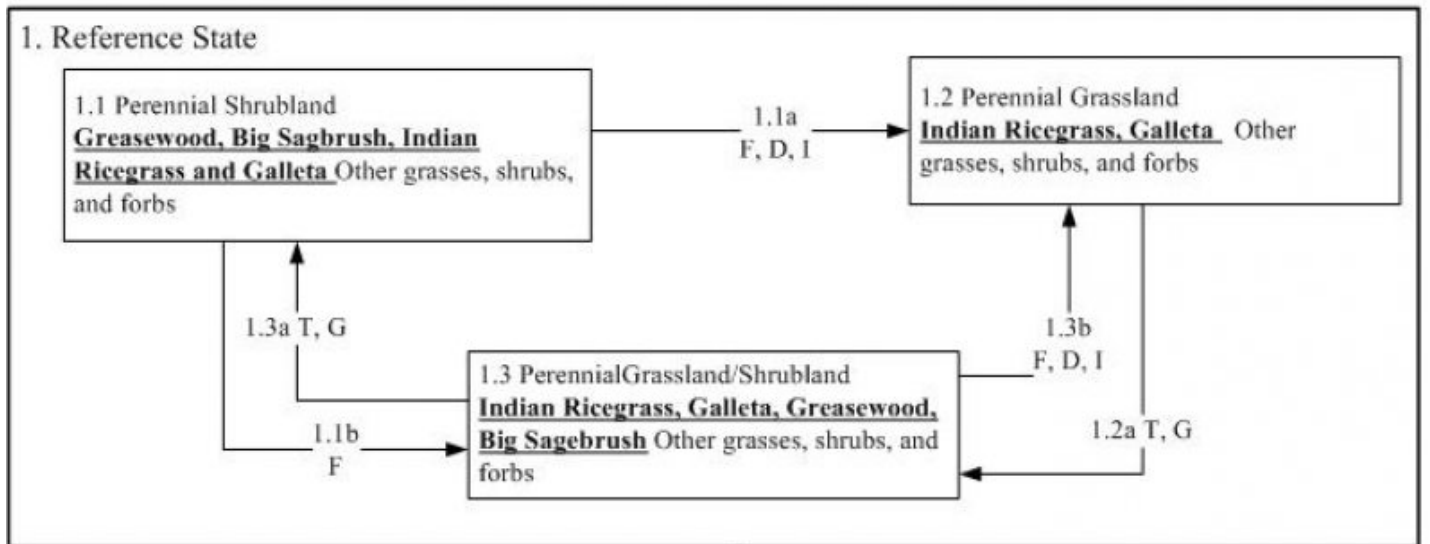 1. Reference State
1.1 Perennial Shrubland
Greasewood, Big Sagbrush, Indian
Ricegrass and Galleta Other grasses, shrubs,
and forbs
1.1a
F, D, I
1.2 Perennial Grassland
Indian Ricegrass, Galleta Other
grasses, shrubs, and forbs
1.3a T, G
1.3b
F, D, I
1.3 PerennialGrassland/Shrubland
Indian Ricegrass, Galleta, Greasewood,
Big Sagebrush Other grasses, shrubs, and
forbs
1.1b
F
1.2a T, G